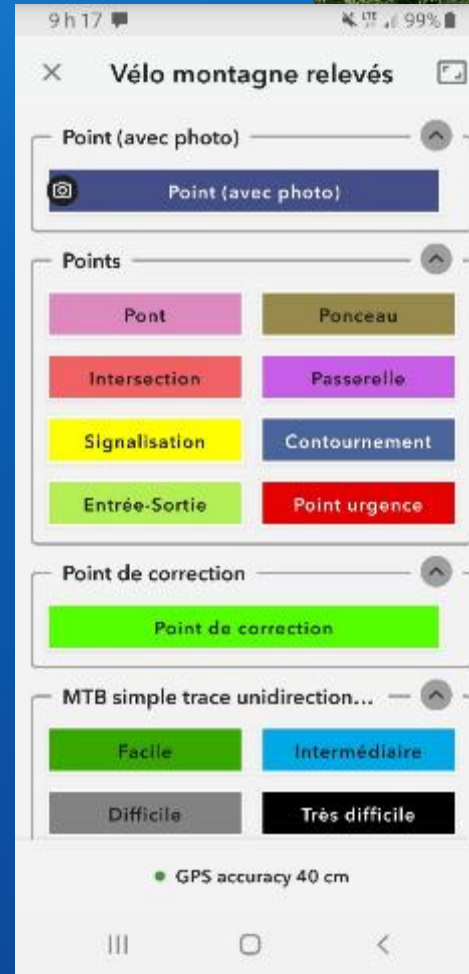 9 h 17 LTE 99%
Vélo montagne relevés
Point (avec photo)
Point (avec photo)
Points
Pont Ponceau
Intersection Passerelle
Signalisation Contournement
Entrée-Sortie Point urgence
Point de correction
Point de correction
MTB simple trace unidirection...
Facile Intermédiaire
Difficile Très difficile
GPS accuracy 40 cm